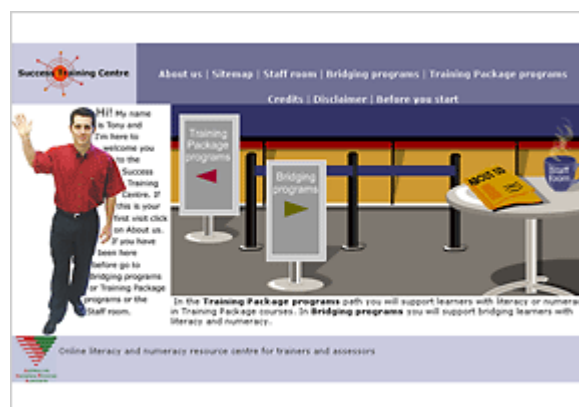 Success Training Centre
About us | Sitemap | Staff room | Bridging programs | Training Package programs
Credits | Disclaimer | Before you start
Hi! My name
is Tony and
I'm here to
welcome you
to the
Success
Training
Centre. If
this is your
first visit click
on About us.
If you have
been here
before go to
Bridging programs
or Training Package
programs or the
Staff room.
Training
Package
programs
Bridging
programs
ABOUT US
Staff
room
In the Training Package programs path you will support learners with literacy or numerac
in Training Package courses. In Bridging programs you will support bridging learners with
literacy and numeracy.
Online literacy and numeracy resource centre for trainers and assessors